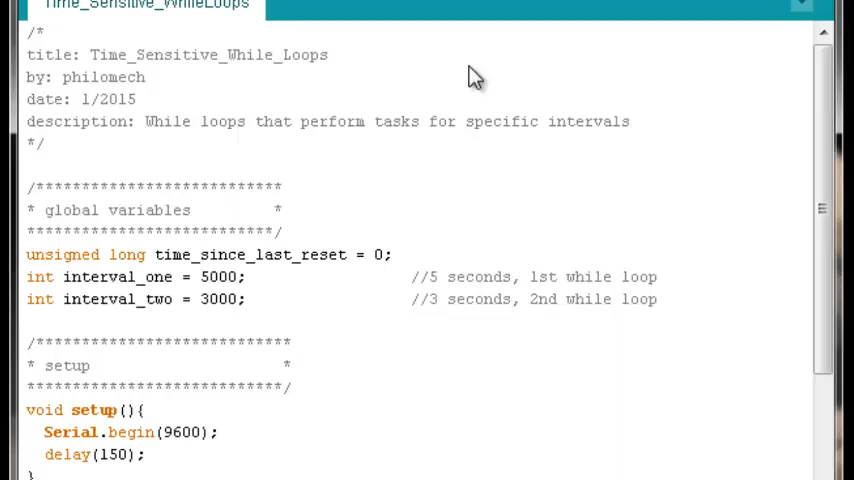 Time_Sensitive_WhileLoops
/*
title: Time_Sensitive_While_Loops
by: philomech
date: 1/2015
description: While loops that perform tasks for specific intervals
*/
/***************************
* global variables *
***************************/
unsigned long time_since_last_reset = 0;
int interval_one = 5000; //5 seconds, 1st while loop
int interval_two = 3000; //3 seconds, 2nd while loop
/****************************
* setup *
****************************/
void setup(){
Serial.begin(9600);
delay(150);
}